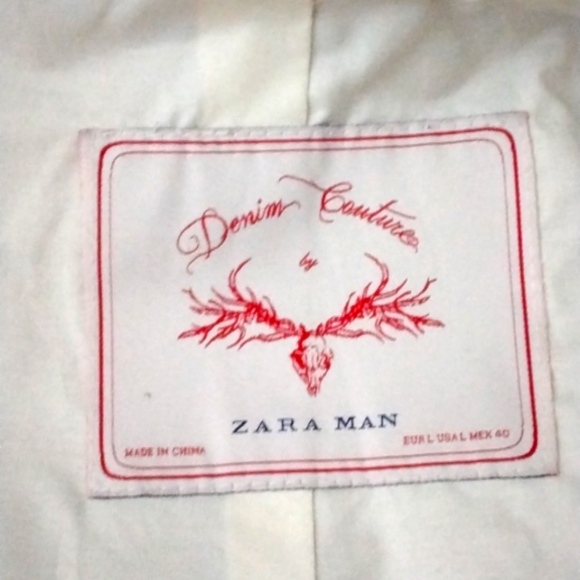 Denim Couture
by
ZARA MAN
MADE IN CHINA
EUR L USA L MEX 40